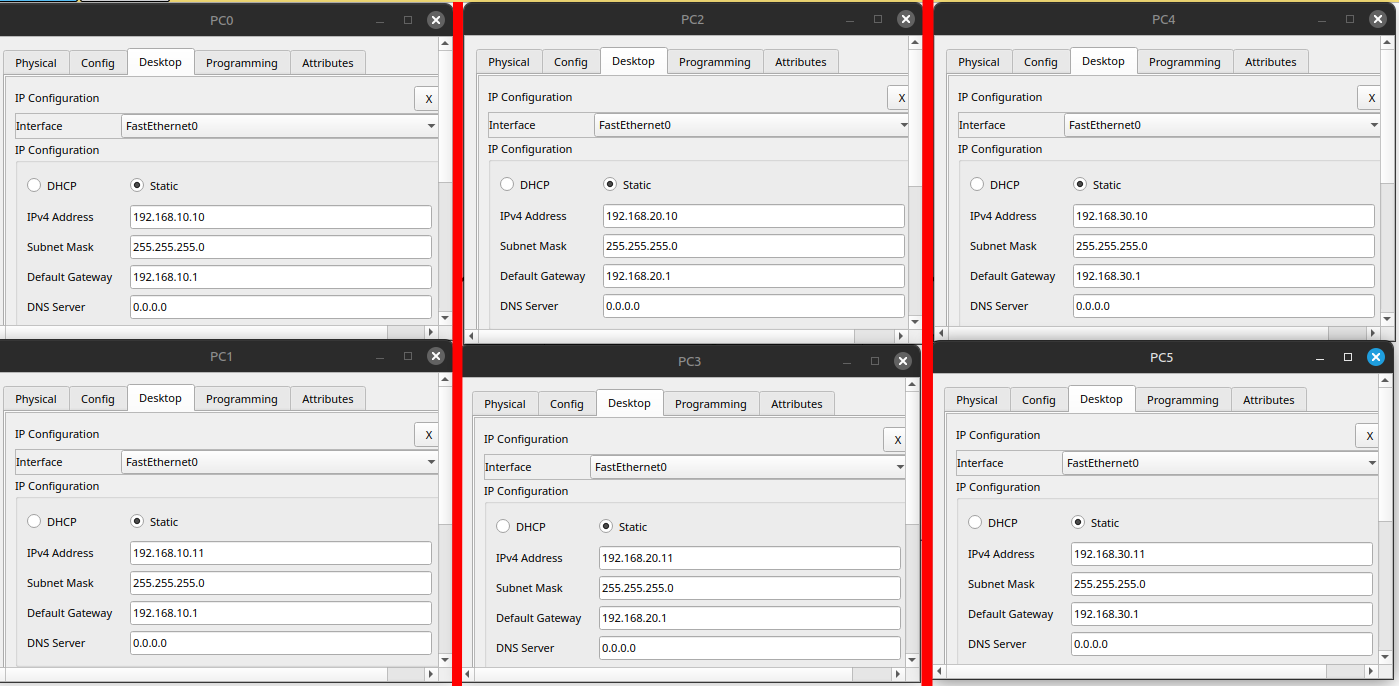 PC0
Physical Config Desktop Programming Attributes
IP Configuration X
Interface FastEthernet0
IP Configuration
DHCP Static
IPv4 Address 192.168.10.10
Subnet Mask 255.255.255.0
Default Gateway 192.168.10.1
DNS Server 0.0.0.0
PC2
Physical Config Desktop Programming Attributes
IP Configuration X
Interface FastEthernet0
IP Configuration
DHCP Static
IPv4 Address 192.168.20.10
Subnet Mask 255.255.255.0
Default Gateway 192.168.20.1
DNS Server 0.0.0.0
PC4
Physical Config Desktop Programming Attributes
IP Configuration X
Interface FastEthernet0
IP Configuration
DHCP Static
IPv4 Address 192.168.30.10
Subnet Mask 255.255.255.0
Default Gateway 192.168.30.1
DNS Server 0.0.0.0
PC1
Physical Config Desktop Programming Attributes
IP Configuration X
Interface FastEthernet0
IP Configuration
DHCP Static
IPv4 Address 192.168.10.11
Subnet Mask 255.255.255.0
Default Gateway 192.168.10.1
DNS Server 0.0.0.0
PC3
Physical Config Desktop Programming Attributes
IP Configuration X
Interface FastEthernet0
IP Configuration
DHCP Static
IPv4 Address 192.168.20.11
Subnet Mask 255.255.255.0
Default Gateway 192.168.20.1
DNS Server 0.0.0.0
PC5
Physical Config Desktop Programming Attributes
IP Configuration X
Interface FastEthernet0
IP Configuration
DHCP Static
IPv4 Address 192.168.30.11
Subnet Mask 255.255.255.0
Default Gateway 192.168.30.1
DNS Server 0.0.0.0